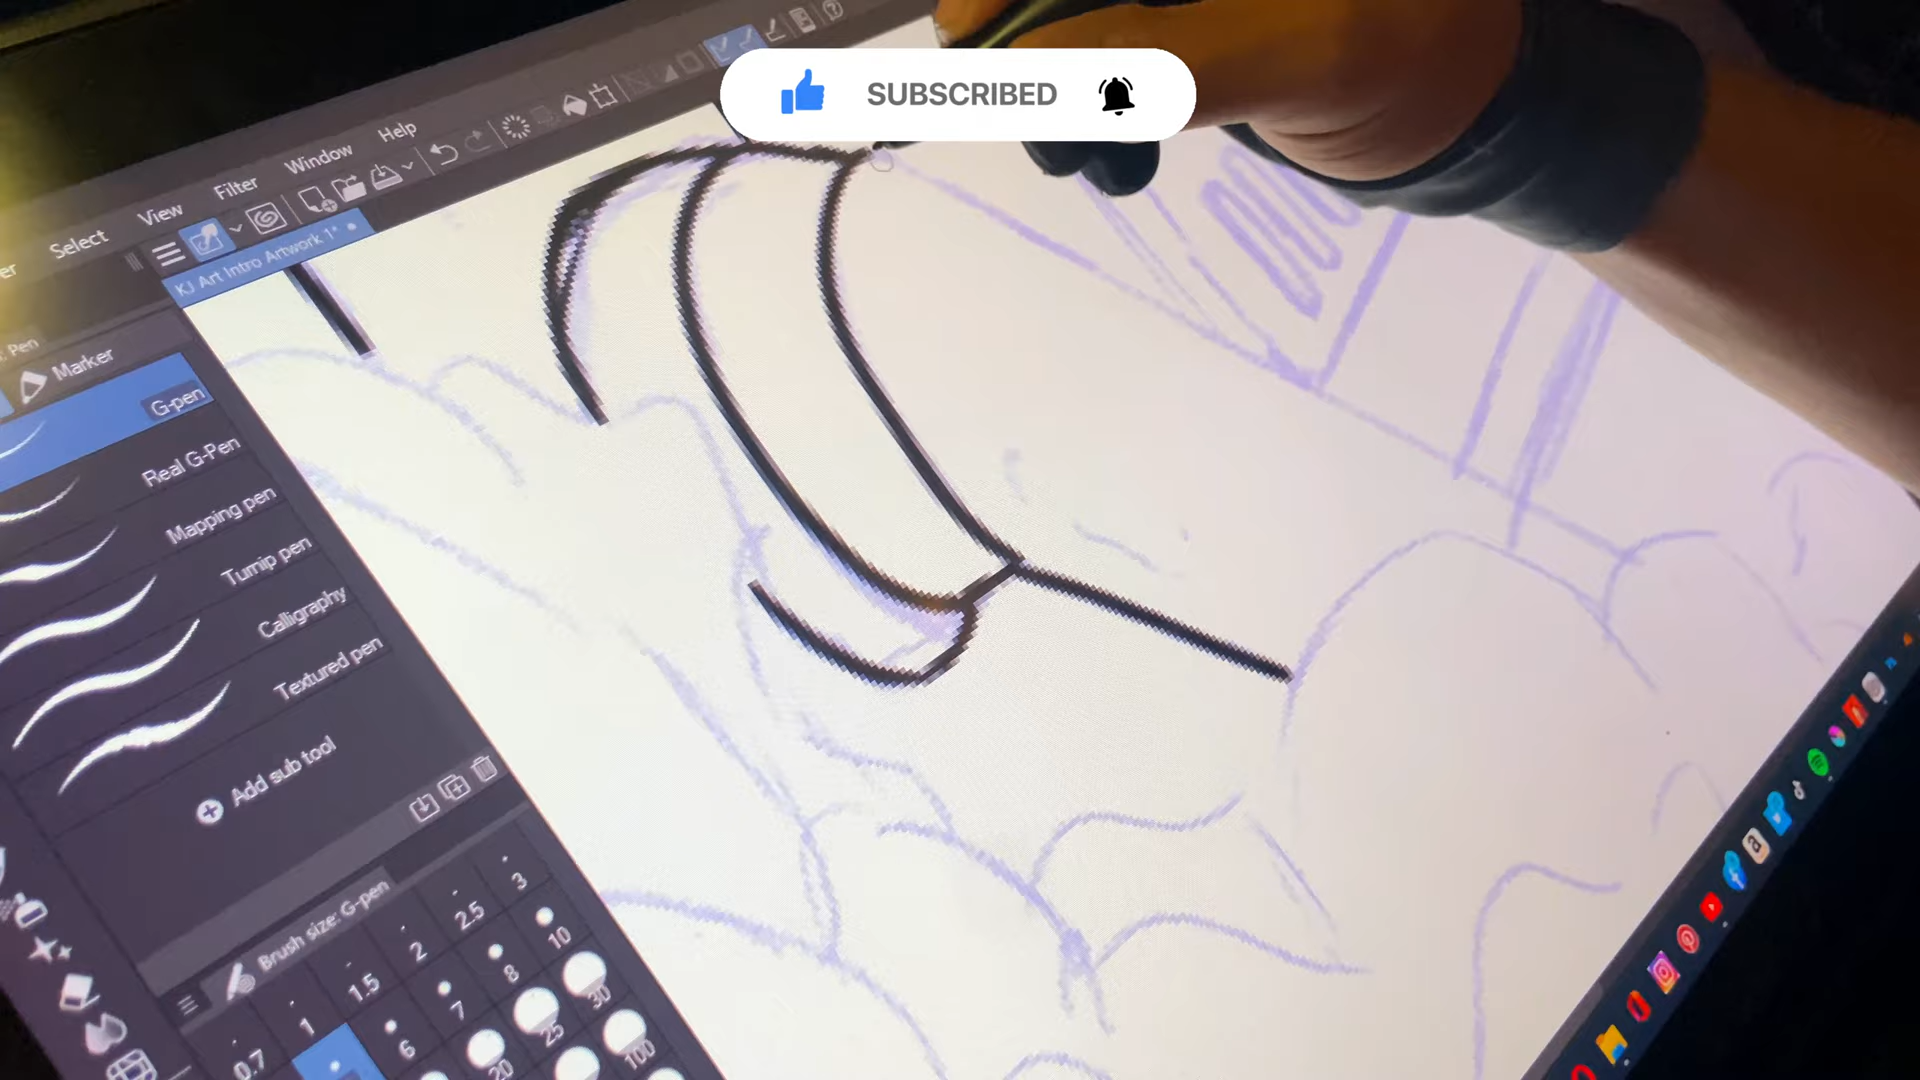 SUBSCRIBED
er
Select
View
Filter
Window
Help
KJ Art Intro Artwork 1*
Pen
Marker
G-pen
Real G-Pen
Mapping pen
Turnip pen
Calligraphy
Textured pen
Add sub tool
Brush size: G-pen
0.7 1 1.5 2 2.5 3
6 7 8 10
20 25 30
100
a